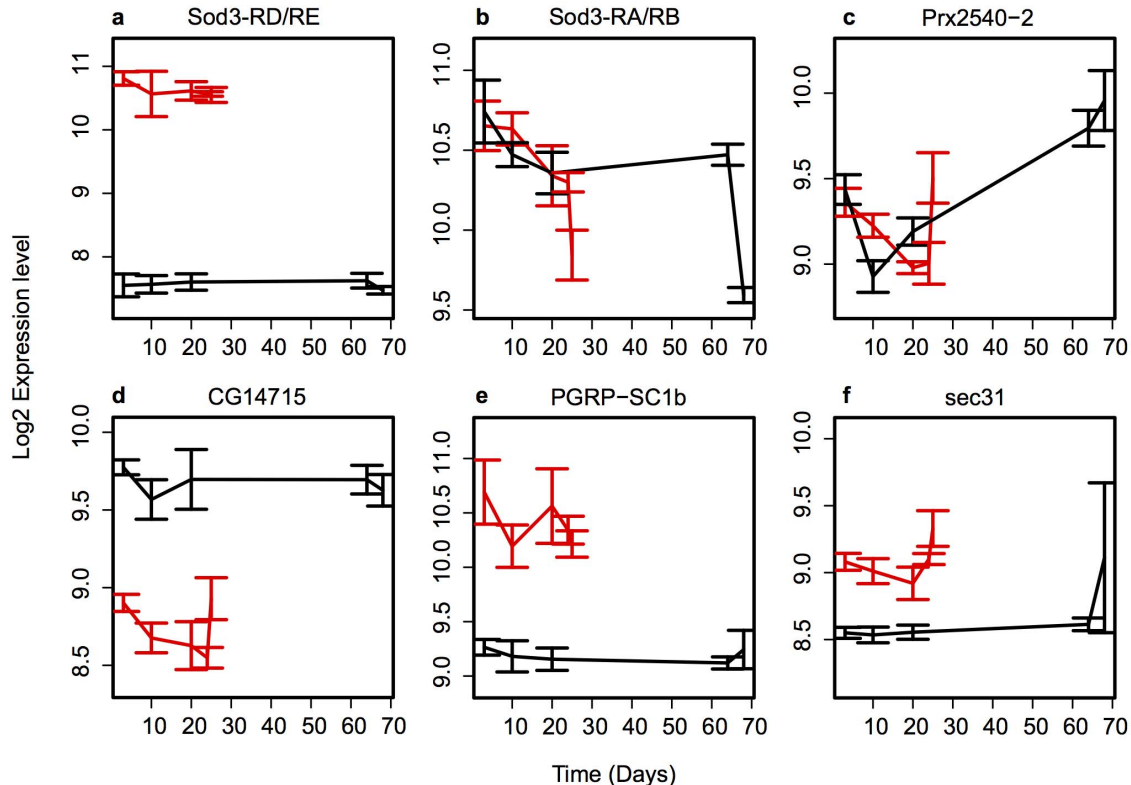 a Sod3-RD/RE
b Sod3-RA/RB
c Prx2540−2
11
10
9
8
10 20 30 40 50 60 70
11.0
10.5
10.0
9.5
10 20 30 40 50 60 70
10.0
9.5
9.0
10 20 30 40 50 60 70
Log2 Expression level
d CG14715
e PGRP−SC1b
f sec31
10.0
9.5
9.0
8.5
10 20 30 40 50 60 70
11.0
10.5
10.0
9.5
9.0
10 20 30 40 50 60 70
10.0
9.5
9.0
8.5
10 20 30 40 50 60 70
Time (Days)